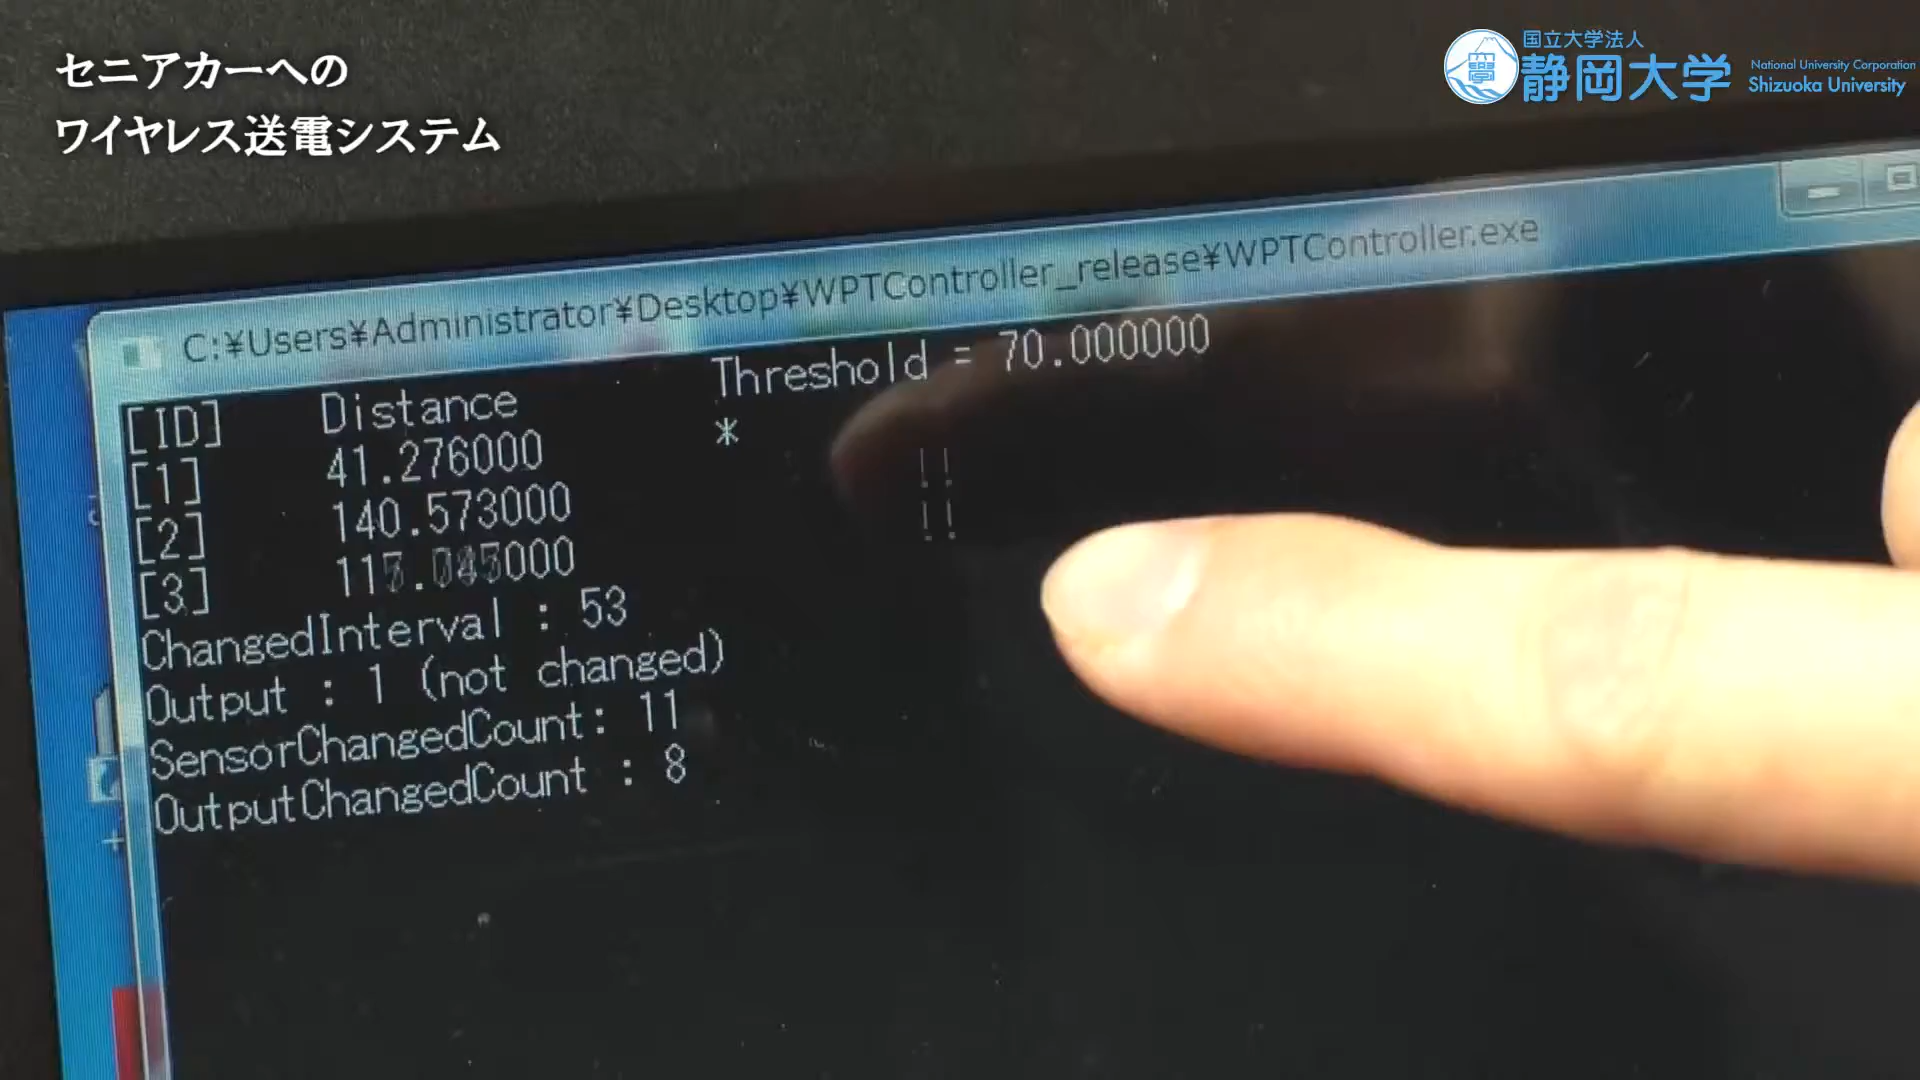 セニアカーへの
ワイヤレス送電システム
国立大学法人
静岡大学
National University Corporation
Shizuoka University
C:¥Users¥Administrator¥Desktop¥WPTController_release¥WPTController.exe
[ID] Distance Threshold = 70.000000
[1] 41.276000 *
[2] 140.573000 !!
[3] !!
ChangedInterval : 53
Output : 1 (not changed)
SensorChangedCount: 11
OutputChangedCount : 8